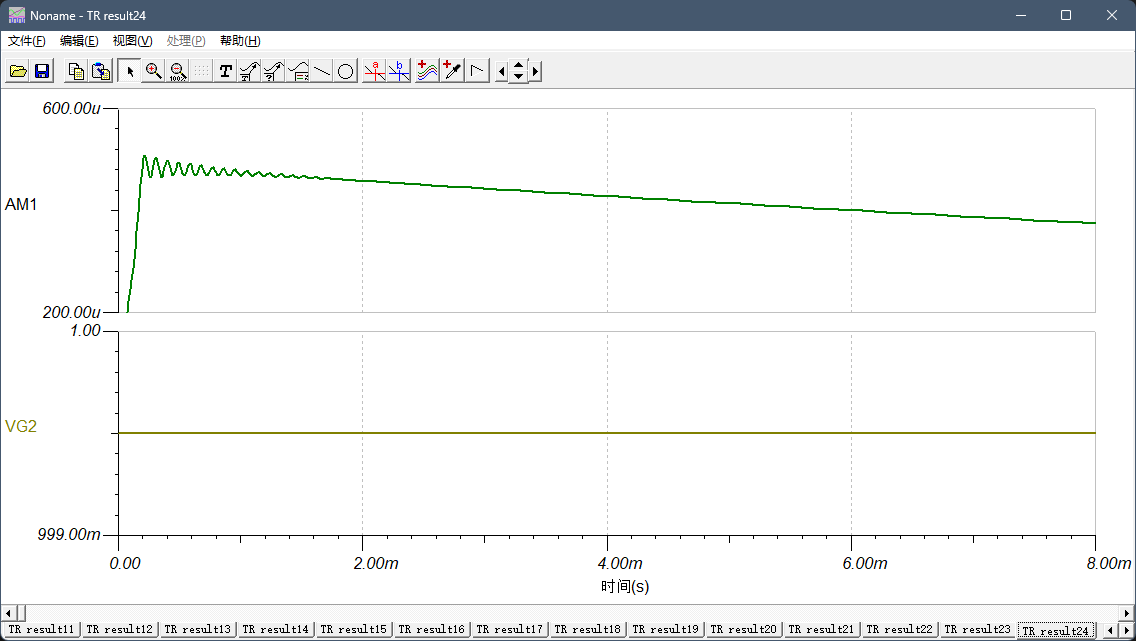 Noname - TR result24
文件(F) 编辑(E) 视图(V) 处理(P) 帮助(H)
T 100% T ? a b
600.00u
AM1
200.00u
1.00
VG2
999.00m
0.00 2.00m 4.00m 6.00m 8.00m
时间(s)
TR result11 TR result12 TR result13 TR result14 TR result15 TR result16 TR result17 TR result18 TR result19 TR result20 TR result21 TR result22 TR result23 TR result24